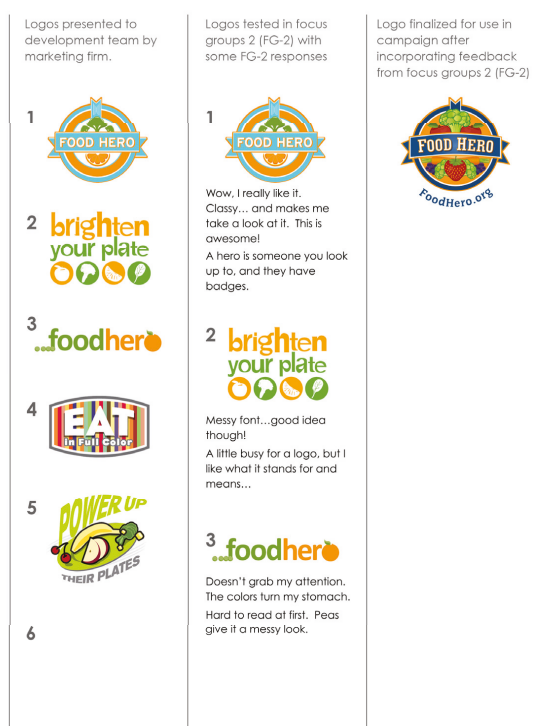 Logos presented to
development team by
marketing firm.
1
FOOD HERO
2
brighten
your plate
3
...foodhero
4
EAT
in Full Color
5
POWER UP
THEIR PLATES
6
Logos tested in focus
groups 2 (FG-2) with
some FG-2 responses
1
FOOD HERO
Wow, I really like it.
Classy… and makes me
take a look at it.  This is
awesome!
A hero is someone you look
up to, and they have
badges.
2
brighten
your plate
Messy font…good idea
though!
A little busy for a logo, but I
like what it stands for and
means…
3
...foodhero
Doesn't grab my attention.
The colors turn my stomach.
Hard to read at first.  Peas
give it a messy look.
Logo finalized for use in
campaign after
incorporating feedback
from focus groups 2 (FG-2)
FOOD HERO
FoodHero.org